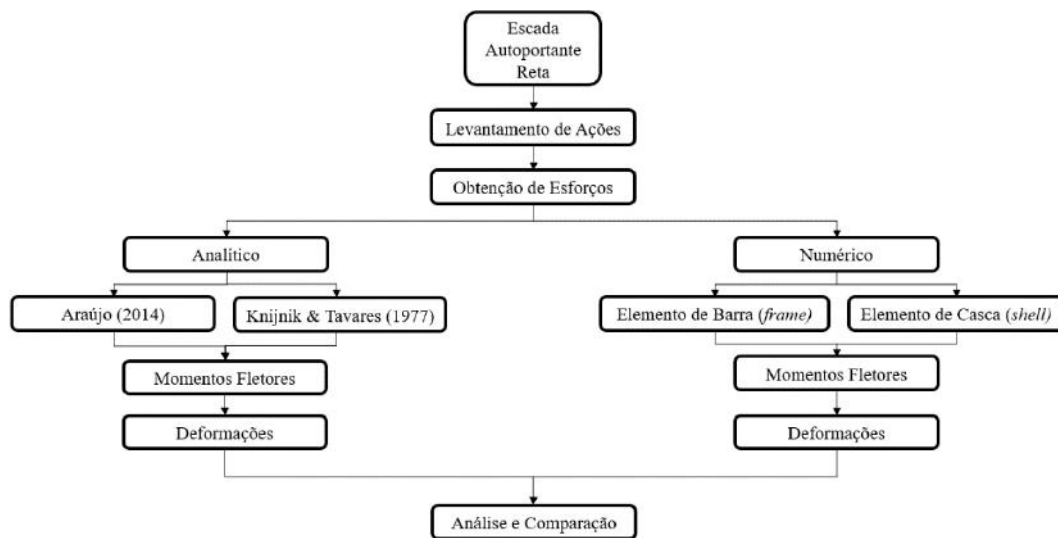 Escada
Autoportante
Reta
Levantamento de Ações
Obtenção de Esforços
Analítico
Numérico
Araújo (2014)
Knijnik & Tavares (1977)
Elemento de Barra (frame)
Elemento de Casca (shell)
Momentos Fletores
Momentos Fletores
Deformações
Deformações
Análise e Comparação